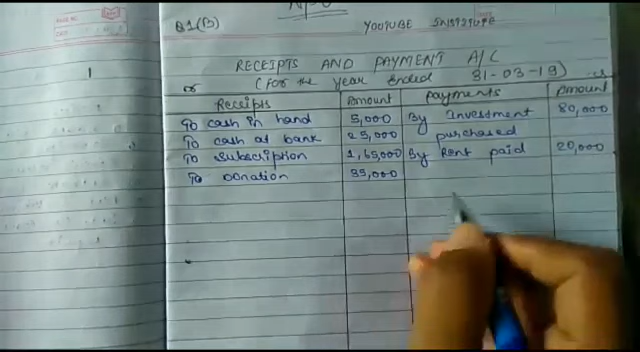 Q1(B)
YOUTUBE
RECEIPTS AND PAYMENT A/C
(For the Year Ended 31-03-19)
Receipts Amount Payments Amount
To cash in hand 5,000 By Investment 80,000
To cash at bank 25,000 purchased
To Subscription 1,65,000 By Rent paid 20,000
To Donation 35,000